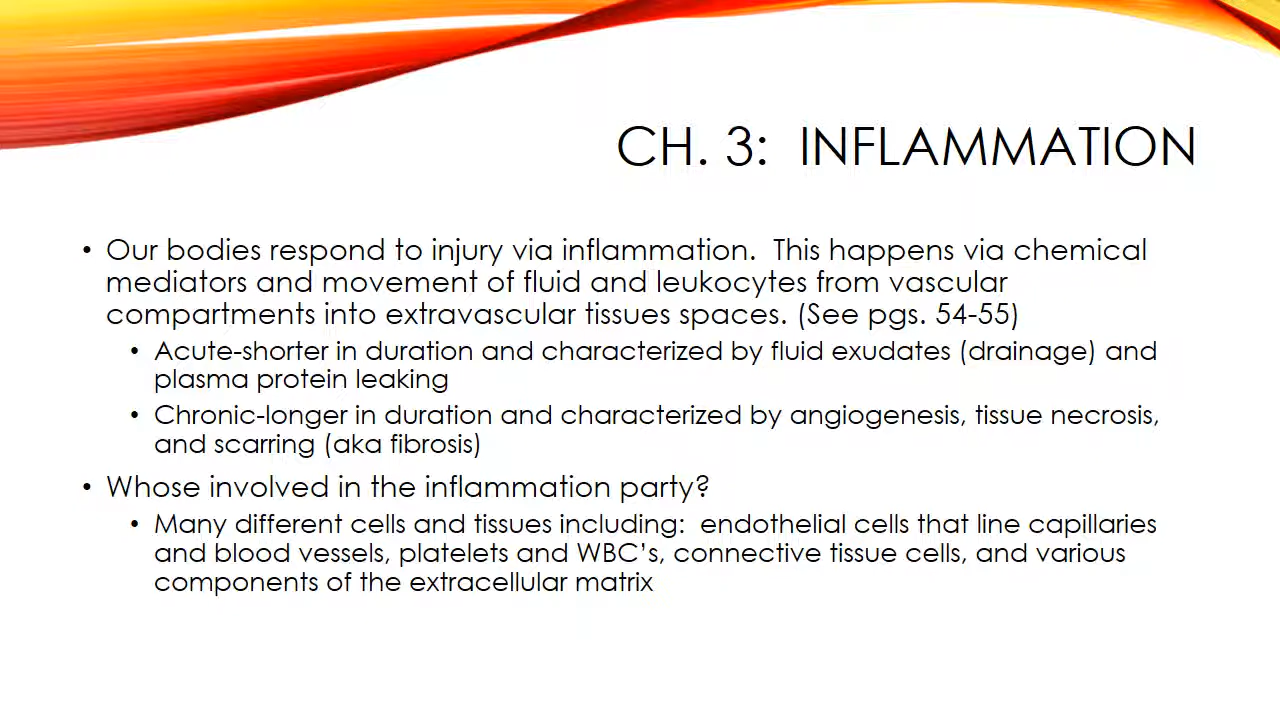 CH. 3:  INFLAMMATION
• Our bodies respond to injury via inflammation.  This happens via chemical
mediators and movement of fluid and leukocytes from vascular
compartments into extravascular tissues spaces. (See pgs. 54-55)
• Acute-shorter in duration and characterized by fluid exudates (drainage) and
plasma protein leaking
• Chronic-longer in duration and characterized by angiogenesis, tissue necrosis,
and scarring (aka fibrosis)
• Whose involved in the inflammation party?
• Many different cells and tissues including:  endothelial cells that line capillaries
and blood vessels, platelets and WBC's, connective tissue cells, and various
components of the extracellular matrix